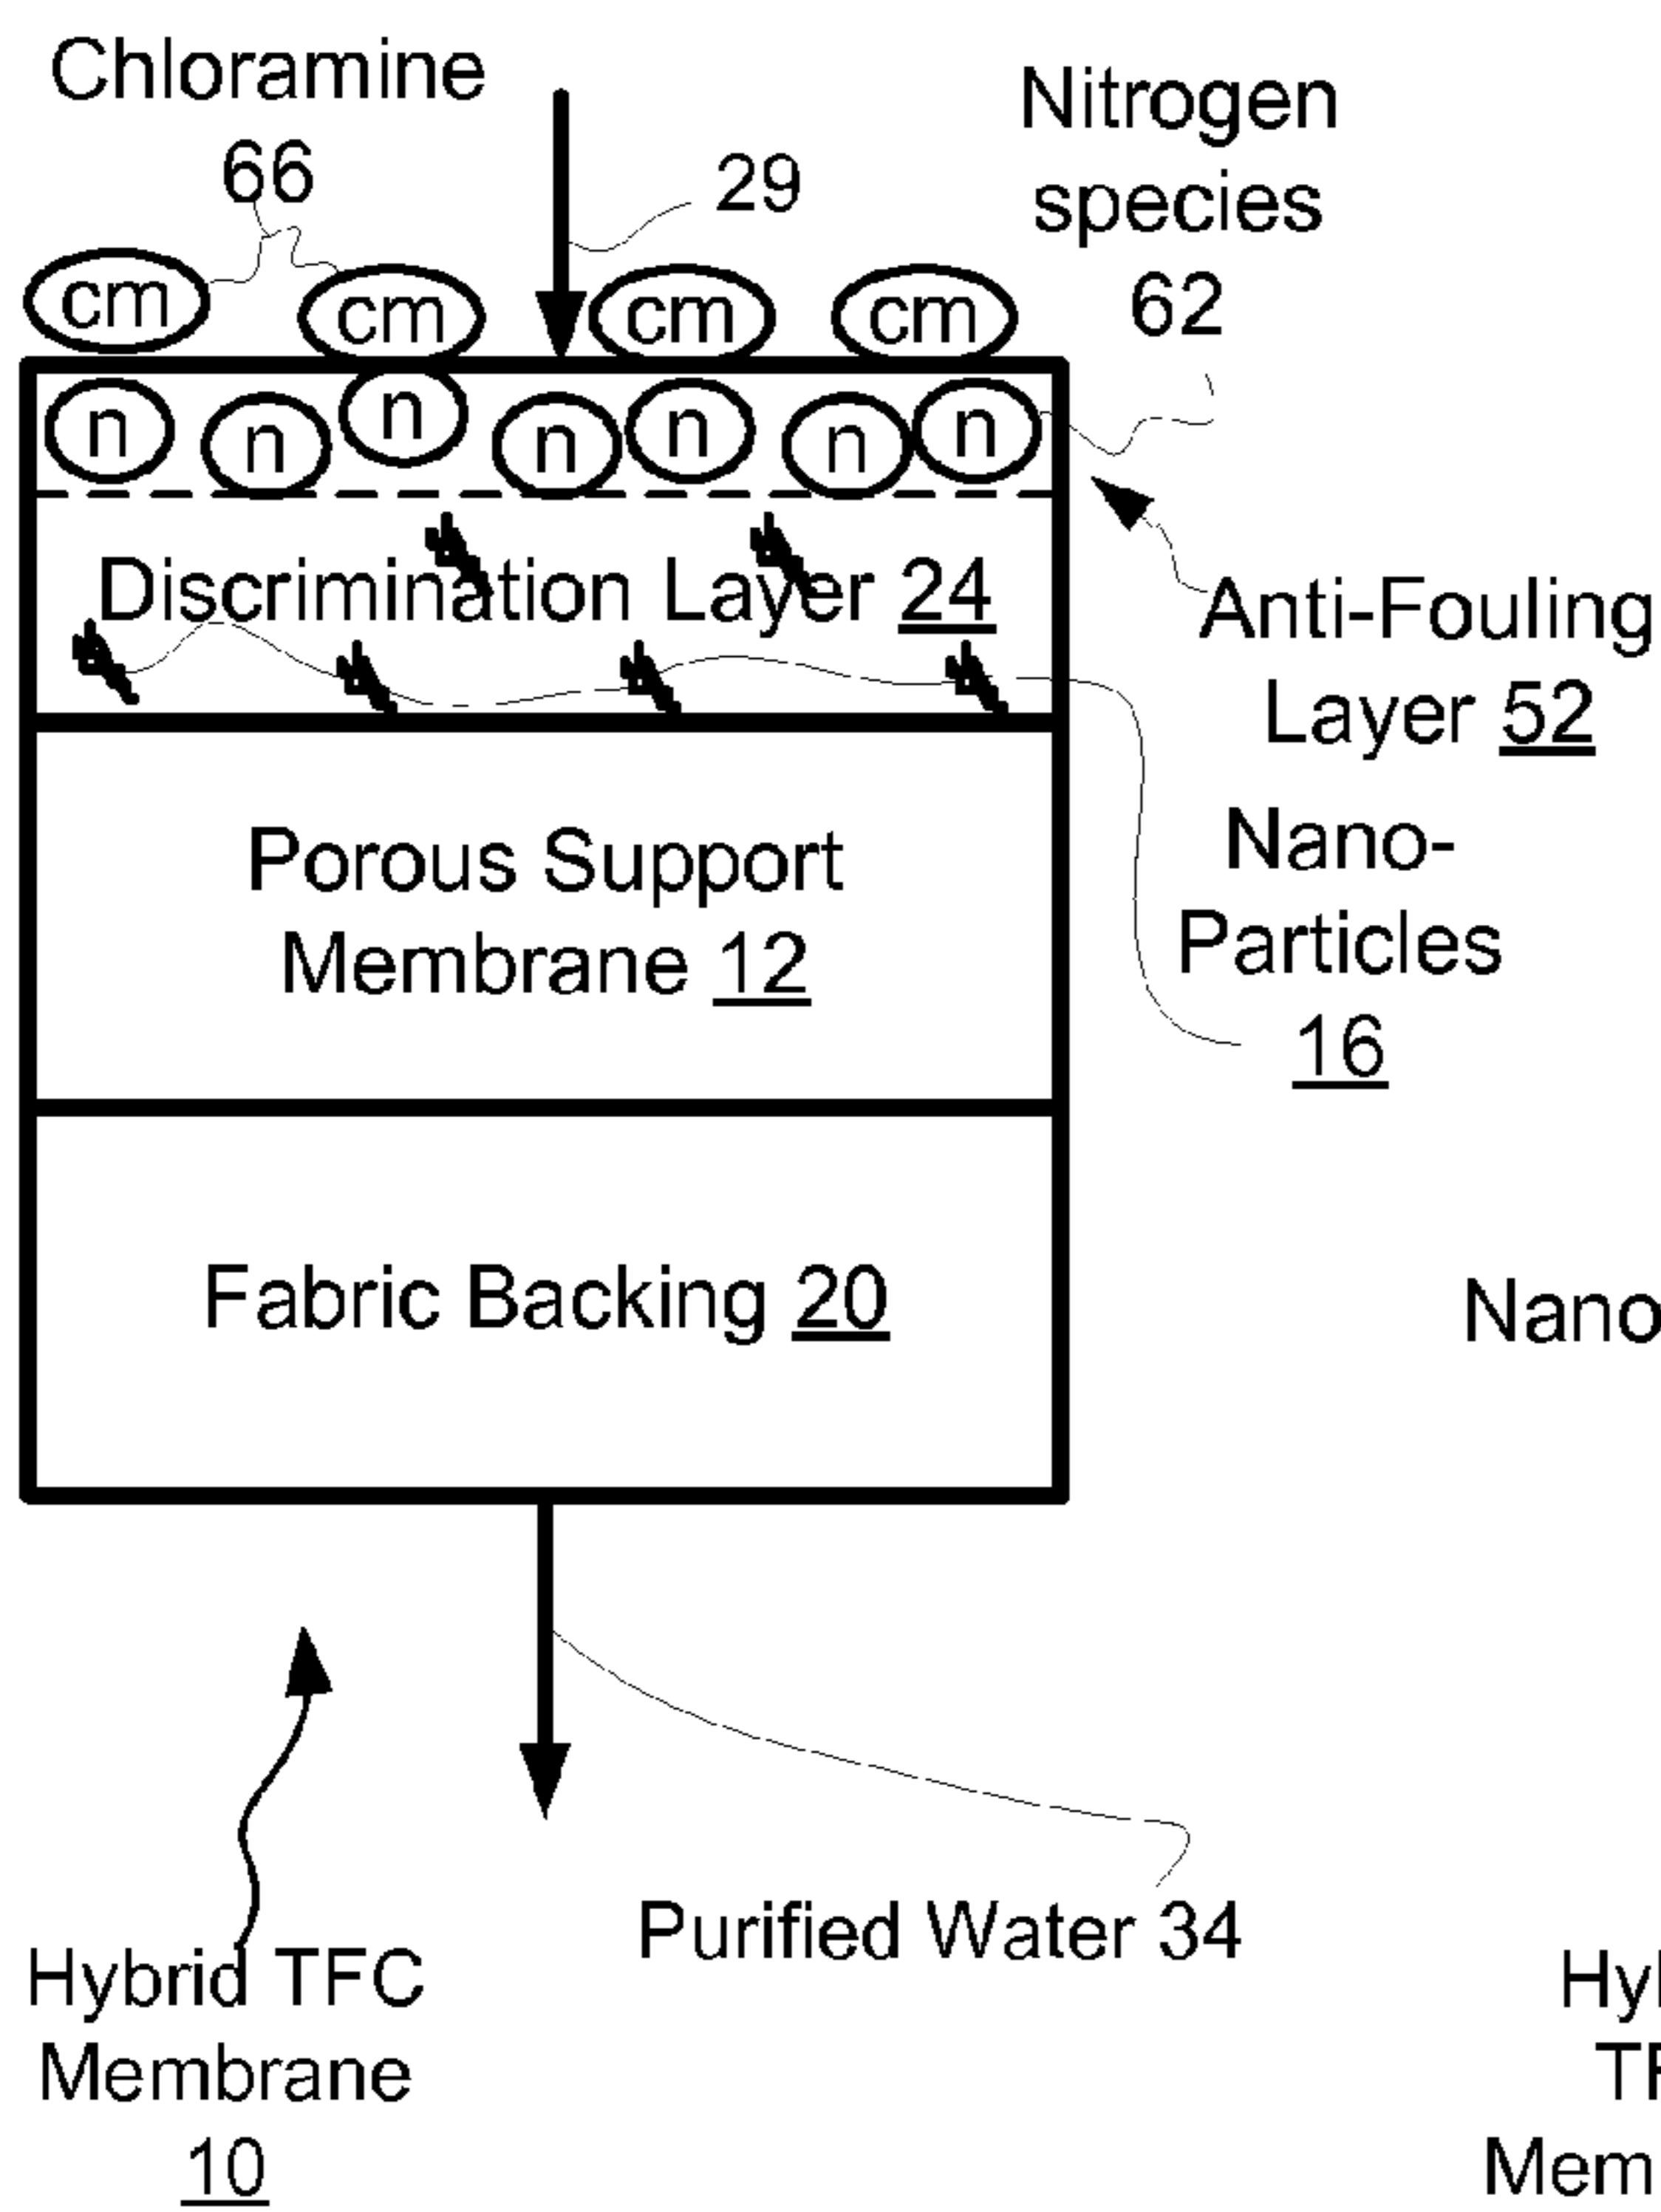 Chloramine
66
29
Nitrogen
species
62
cm cm cm cm
n n n n n n n
Discrimination Layer 24
Anti-Fouling
Layer 52
Porous Support
Membrane 12
Nano-
Particles
16
Fabric Backing 20
Nano
Purified Water 34
Hybrid TFC
Membrane
10
Hyb
TF
Mem